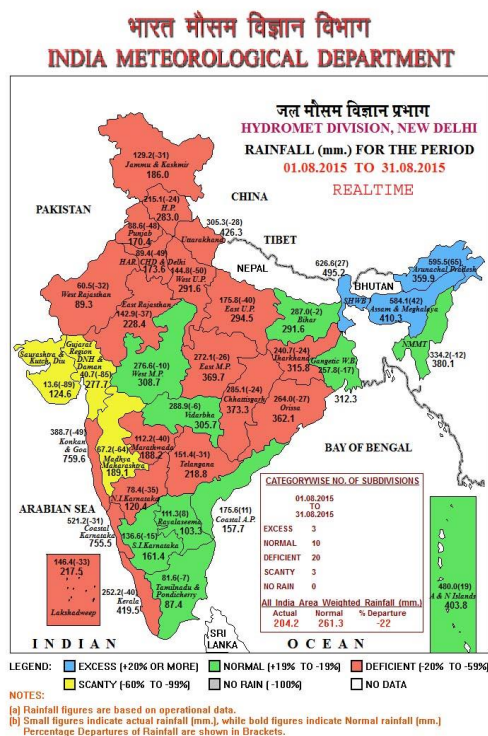 भारत मौसम विज्ञान विभाग
INDIA METEOROLOGICAL DEPARTMENT
जल मौसम विज्ञान प्रभाग
HYDROMET DIVISION, NEW DELHI
RAINFALL (mm.) FOR THE PERIOD
01.08.2015 TO 31.08.2015
REALTIME
129.2(-31)
Jammu & Kashmir
186.0
CHINA
PAKISTAN
215.1(-24)
H.P.
283.0
305.3(-28)
426.3
Uttarakhand
TIBET
88.6(-48)
Punjab
170.4
89.4(-49)
HAR. CHD & Delhi
173.6
144.8(-50)
West U.P.
291.6
NEPAL
626.6(27)
495.2
BHUTAN
595.5(65)
Arunachal Pradesh
359.9
60.5(-32)
West Rajasthan
89.3
East Rajasthan
142.9(-37)
228.4
175.8(-40)
East U.P.
294.5
287.0(-2)
Bihar
291.6
SHWB
584.1(42)
Assam & Meghalaya
410.3
NMMT
334.2(-12)
380.1
Saurashtra &
Kutch, Diu
13.6(-89)
124.6
Gujarat
Region
DNH &
Daman
40.7(-85)
277.7
276.6(-10)
West M.P.
308.7
272.1(-26)
East M.P.
369.7
240.7(-24)
Jharkhand
315.8
Gangetic W.B.
257.8(-17)
312.3
285.1(-24)
Chhattisgarh
373.3
264.0(-27)
Orissa
362.1
288.9(-6)
Vidarbha
305.7
388.7(-49)
Konkan
& Goa
759.6
67.2(-64)
Madhya
Maharashtra
189.1
112.2(-40)
Marathwada
188.2
151.4(-31)
Telangana
218.8
BAY OF BENGAL
ARABIAN SEA
78.4(-35)
N.I.Karnataka
120.4
521.2(-31)
Coastal
Karnataka
755.5
111.3(8)
Rayalaseema
103.3
175.6(11)
Coastal A.P.
157.7
136.6(-15)
S.I.Karnataka
161.4
81.6(-7)
Tamilnadu &
Pondicherry
87.4
252.2(-40)
Kerala
419.5
146.4(-33)
217.5
Lakshadweep
480.0(19)
A & N Islands
403.8
CATEGORYWISE NO. OF SUBDIVISIONS
01.08.2015
TO
31.08.2015
EXCESS 3
NORMAL 10
DEFICIENT 20
SCANTY 3
NO RAIN 0
All India Area Weighted Rainfall (mm.)
Actual Normal % Departure
204.2 261.3 -22
SRI
LANKA
INDIAN OCEAN
LEGEND: EXCESS (+20% OR MORE) NORMAL (+19% TO -19%) DEFICIENT (-20% TO -59%)
SCANTY (-60% TO -99%) NO RAIN (-100%) NO DATA
NOTES:
(a) Rainfall figures are based on operational data.
(b) Small figures indicate actual rainfall (mm.), while bold figures indicate Normal rainfall (mm.)
Percentage Departures of Rainfall are shown in Brackets.